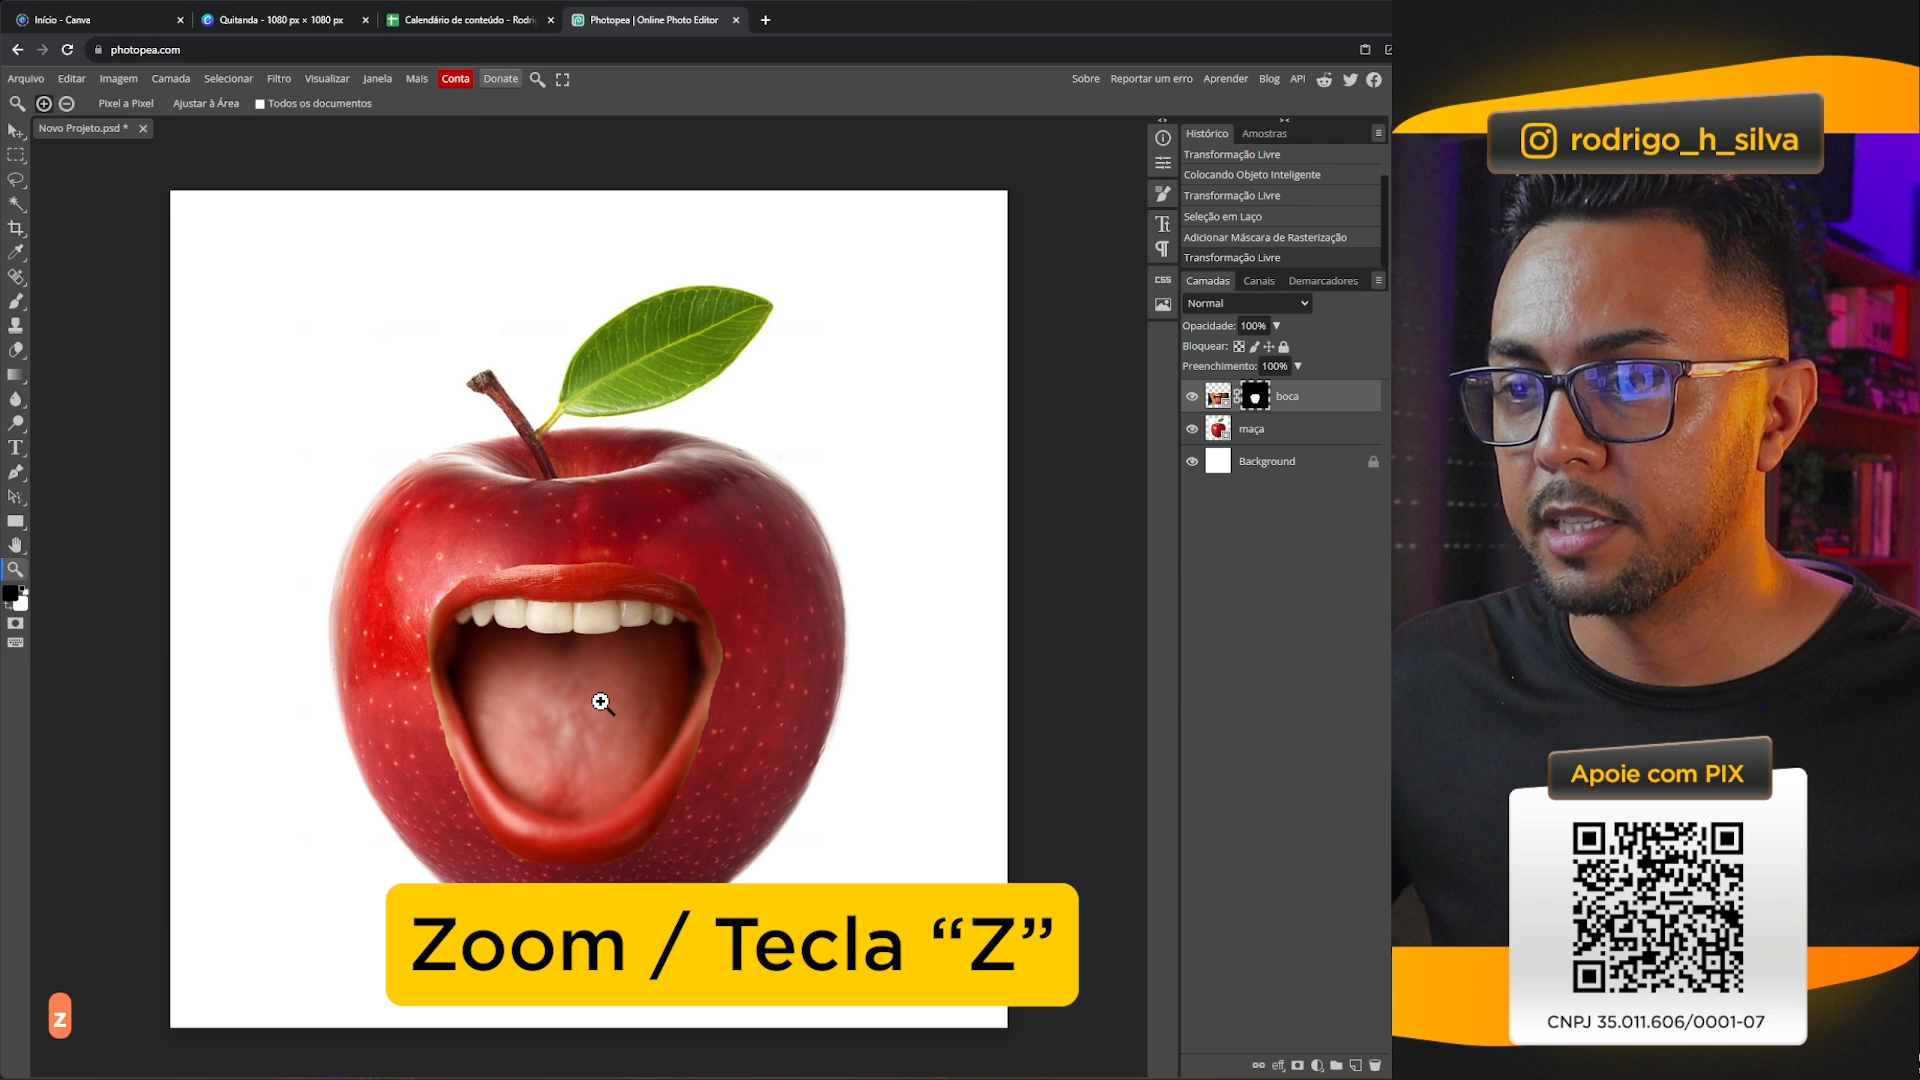 Início - Canva
Quitanda - 1080 px × 1080 px
Calendário de conteúdo - Rodri
Photopea | Online Photo Editor
photopea.com
Arquivo Editar Imagem Camada Selecionar Filtro Visualizar Janela Mais Conta Donate
Sobre Reportar um erro Aprender Blog API
Pixel a Pixel Ajustar à Área Todos os documentos
Novo Projeto.psd *
Histórico Amostras
Transformação Livre
Colocando Objeto Inteligente
Transformação Livre
Seleção em Laço
Adicionar Máscara de Rasterização
Transformação Livre
CSS
Camadas Canais Demarcadores
Normal
Opacidade: 100%
Bloquear:
Preenchimento: 100%
boca
maça
Background
eff
Zoom / Tecla “Z”
z
rodrigo_h_silva
Apoie com PIX
CNPJ 35.011.606/0001-07